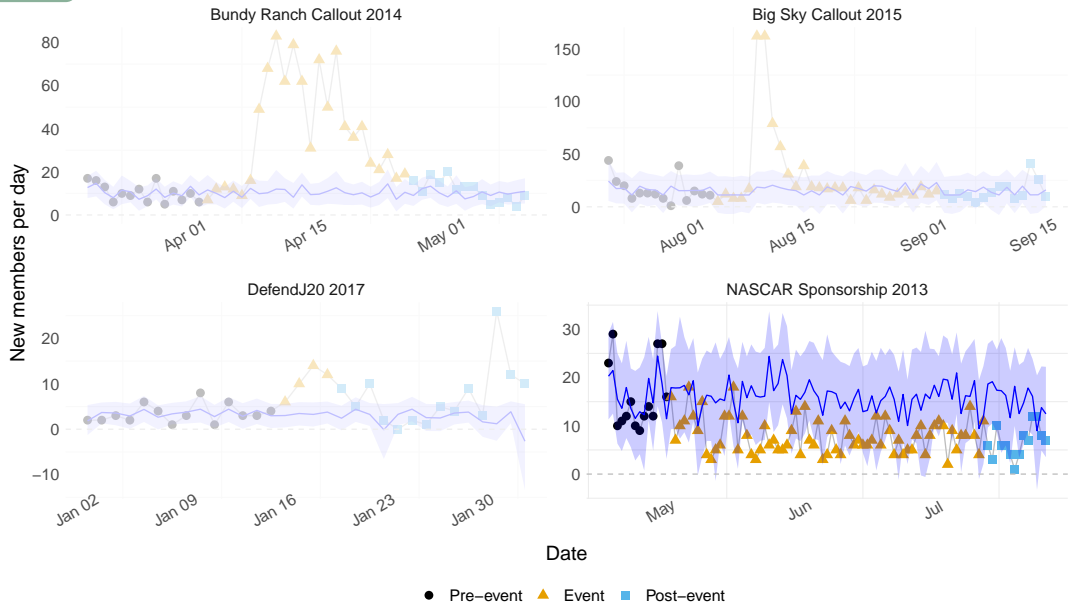 Bundy Ranch Callout 2014
Big Sky Callout 2015
80
60
40
20
0
150
100
50
0
Apr 01
Apr 15
May 01
Aug 01
Aug 15
Sep 01
Sep 15
New members per day
DefendJ20 2017
NASCAR Sponsorship 2013
20
10
0
−10
30
20
10
0
Jan 02
Jan 09
Jan 16
Jan 23
Jan 30
May
Jun
Jul
Date
Pre−event
Event
Post−event